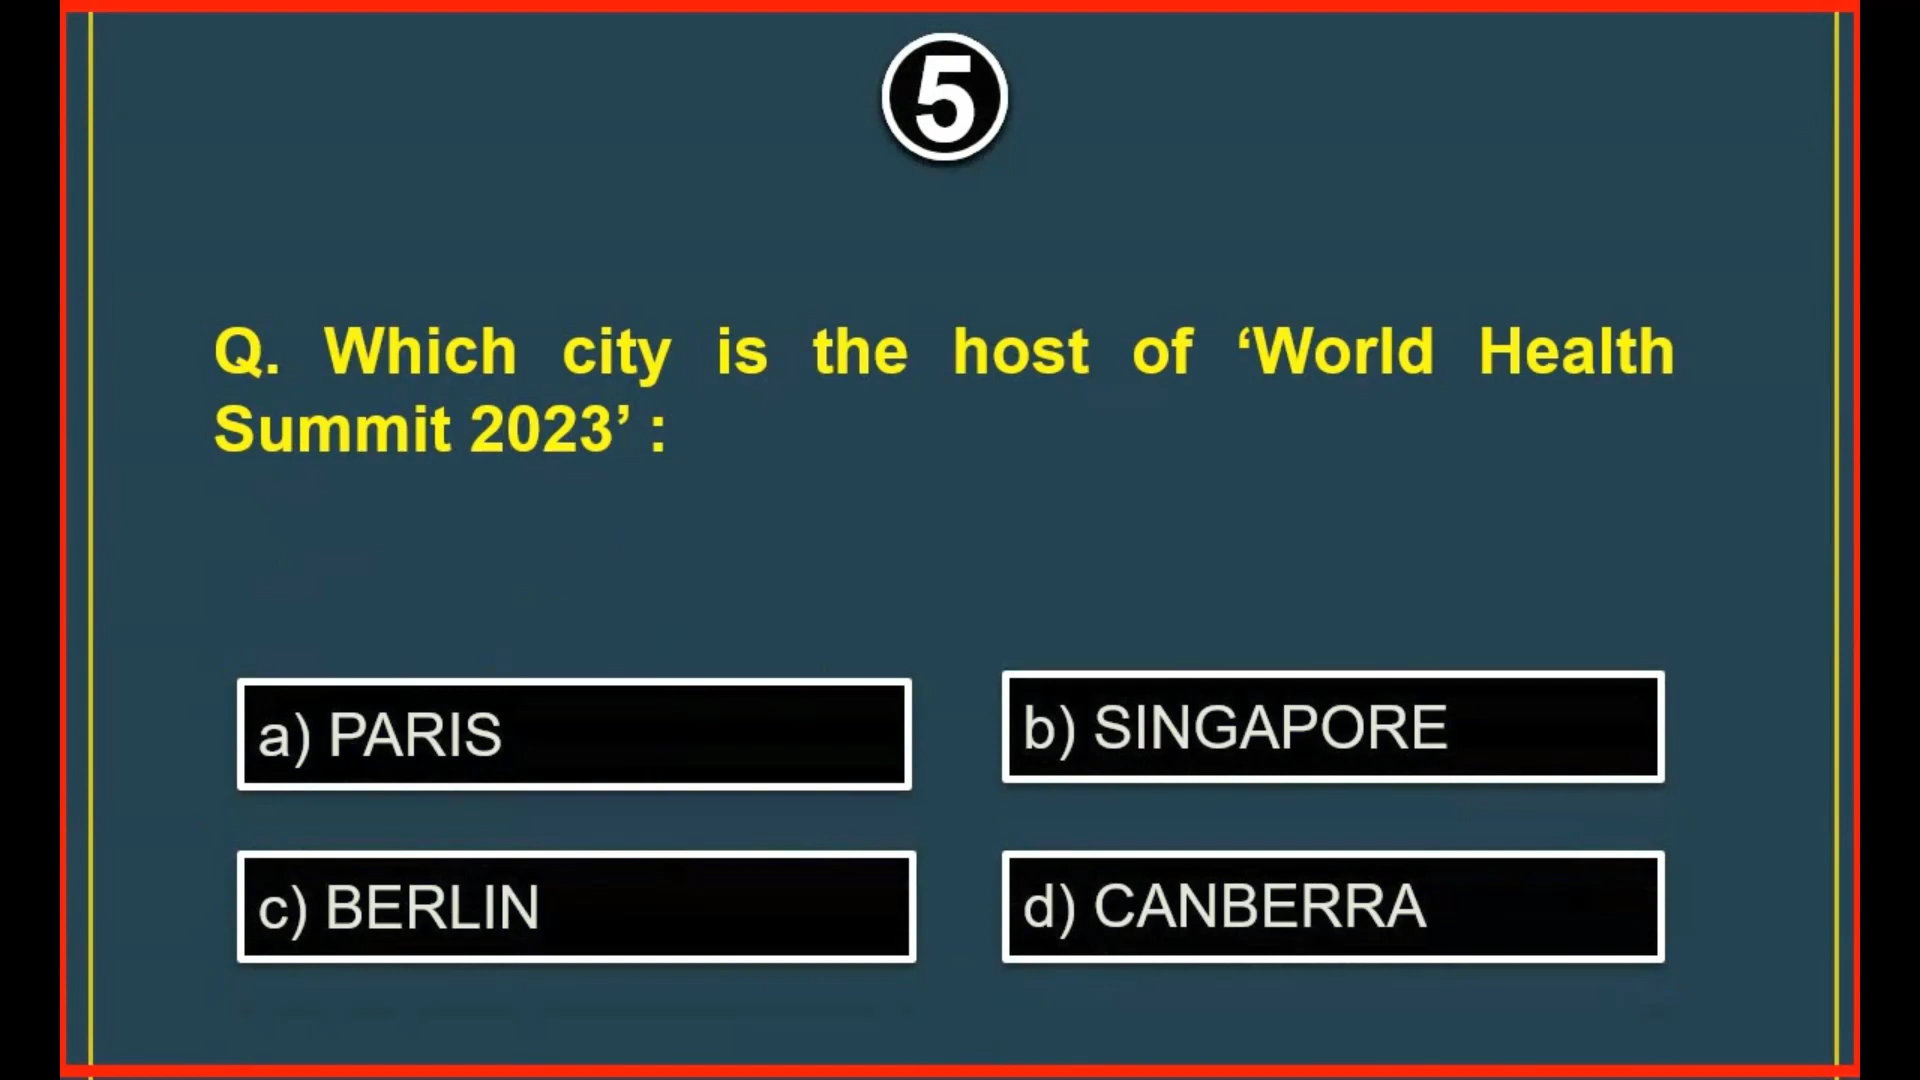 5
Q. Which city is the host of ‘World Health
Summit 2023’ :
a) PARIS
b) SINGAPORE
c) BERLIN
d) CANBERRA